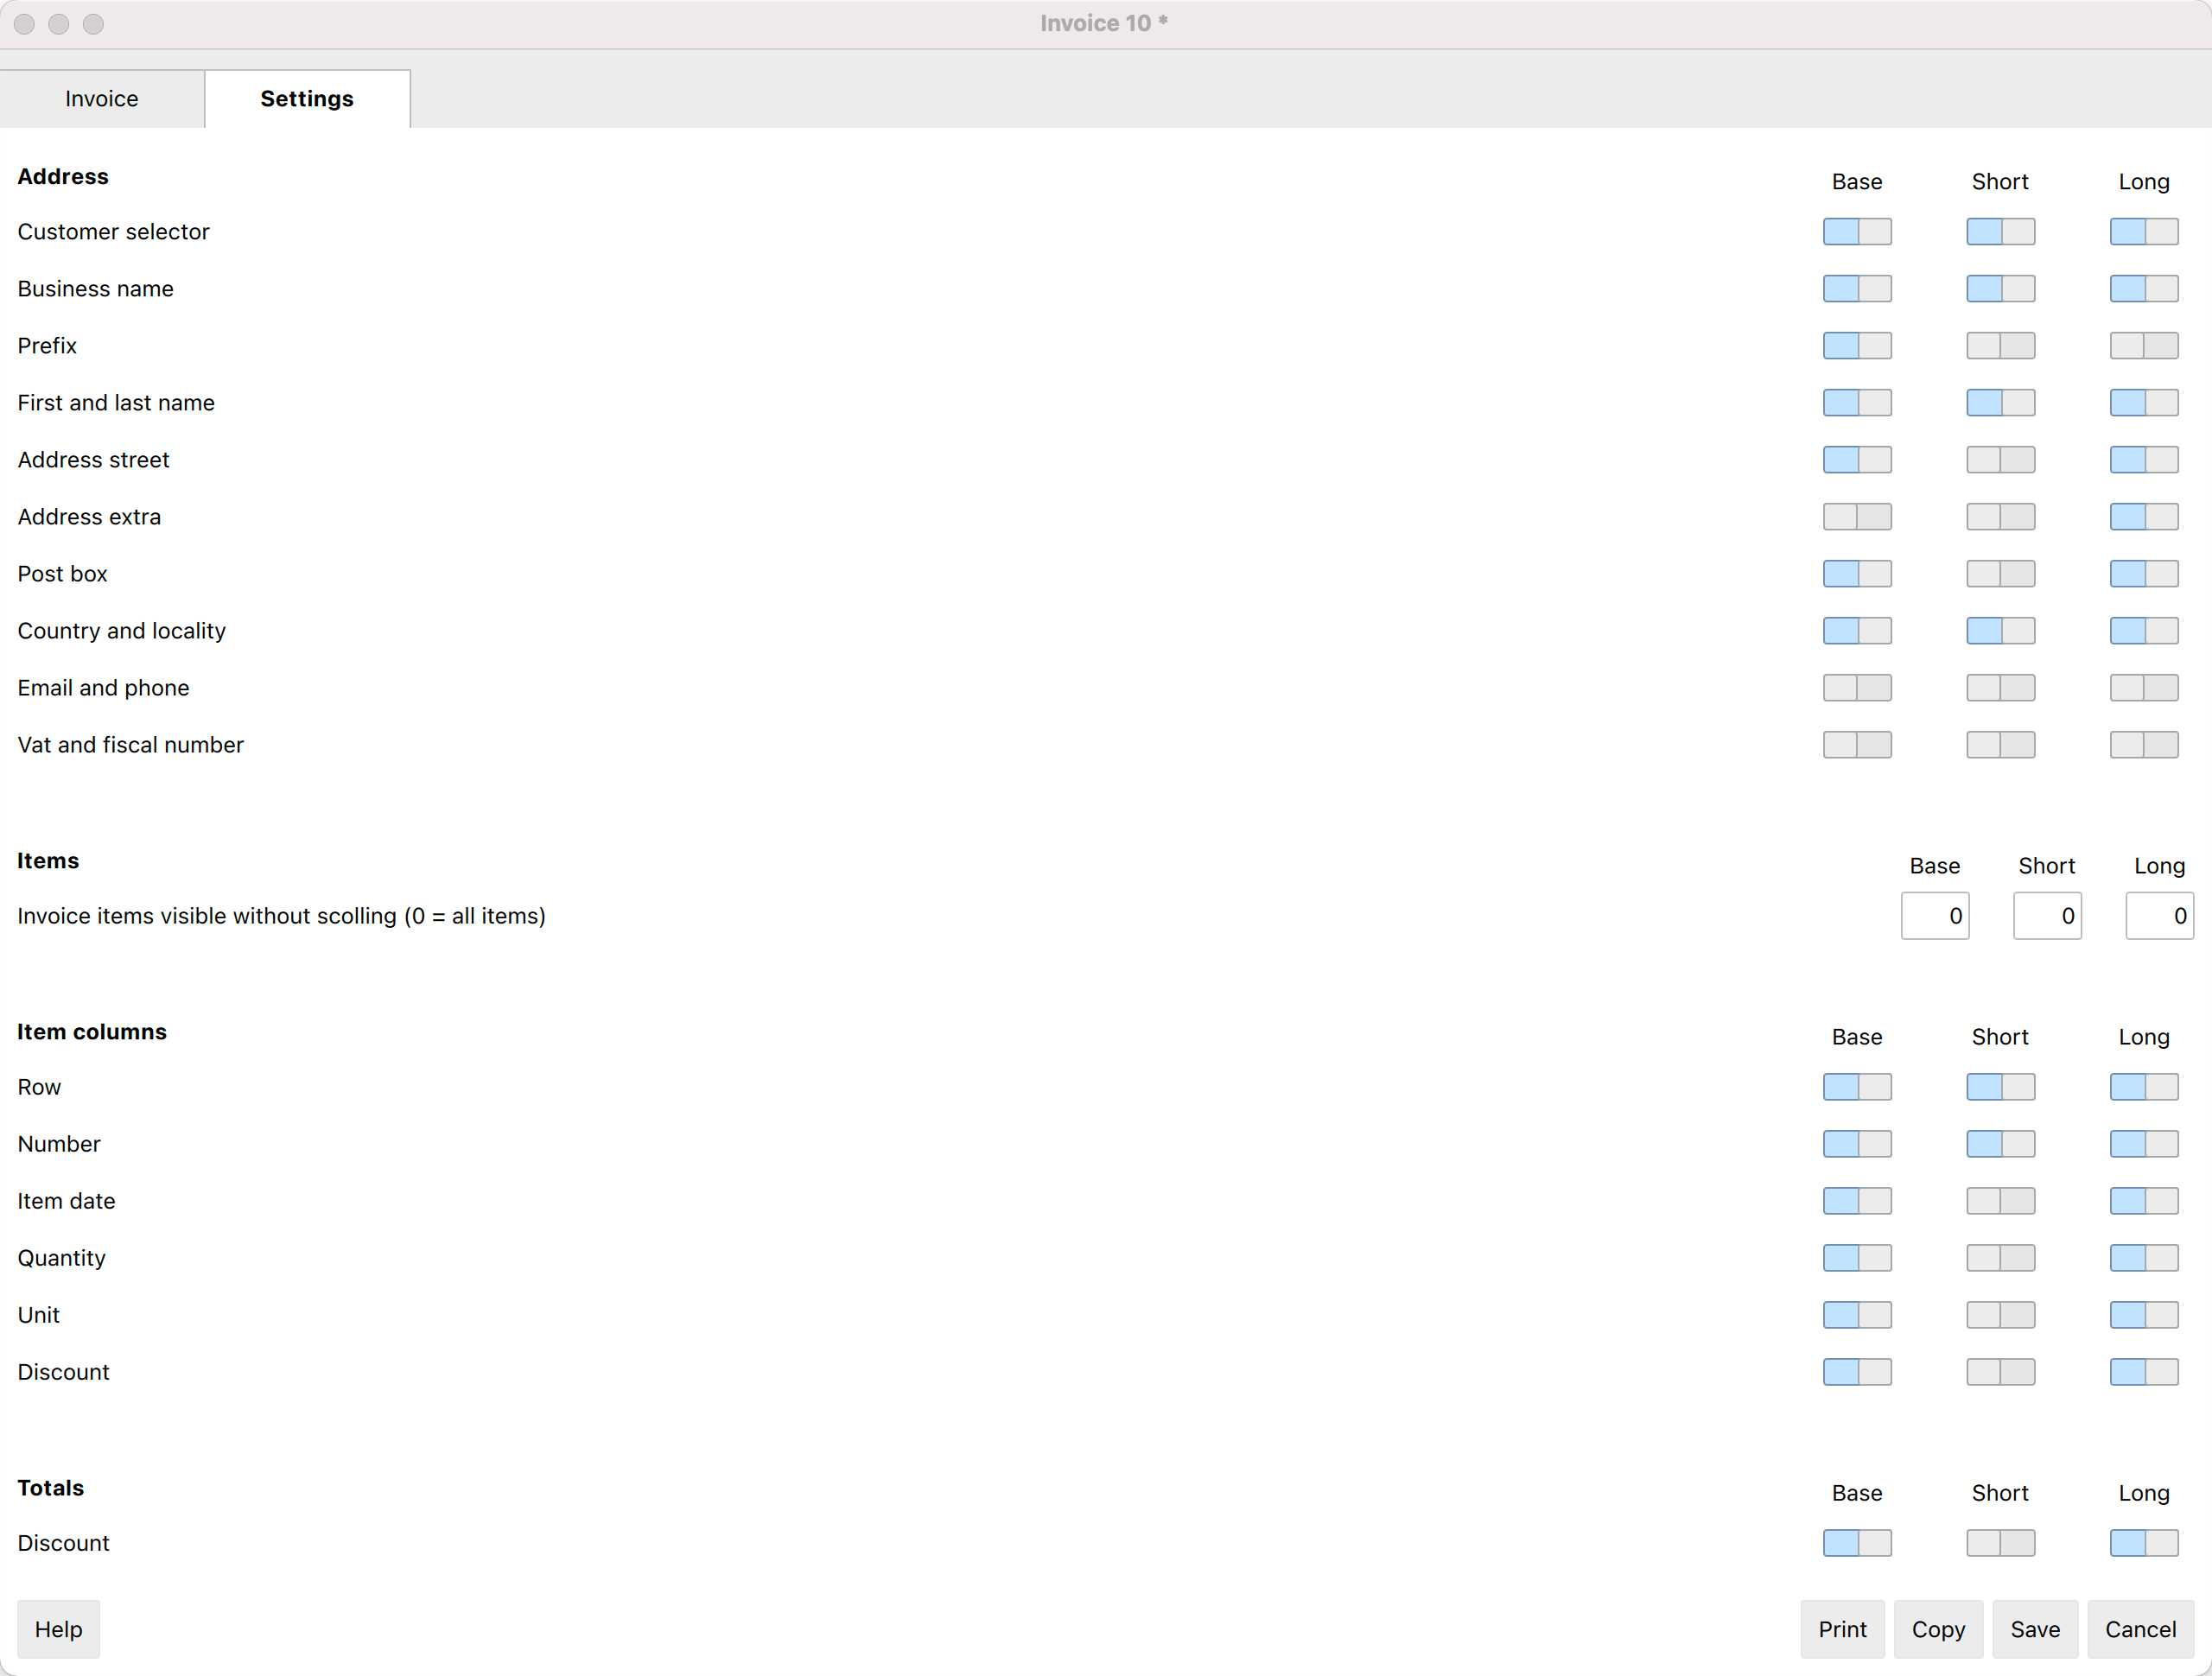 Invoice 10 *
Invoice Settings
Address Base Short Long
Customer selector
Business name
Prefix
First and last name
Address street
Address extra
Post box
Country and locality
Email and phone
Vat and fiscal number
Items Base Short Long
Invoice items visible without scolling (0 = all items) 0 0 0
Item columns Base Short Long
Row
Number
Item date
Quantity
Unit
Discount
Totals Base Short Long
Discount
Help Print Copy Save Cancel